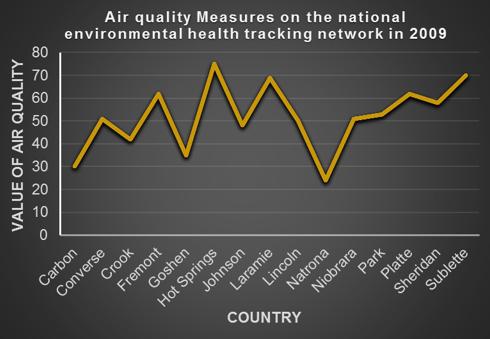 Air quality Measures on the national
environmental health tracking network in 2009
VALUE OF AIR QUALITY
80
70
60
50
40
30
20
10
0
Carbon
Converse
Crook
Fremont
Goshen
Hot Springs
Johnson
Laramie
Lincoln
Natrona
Niobrara
Park
Platte
Sheridan
Sublette
COUNTRY